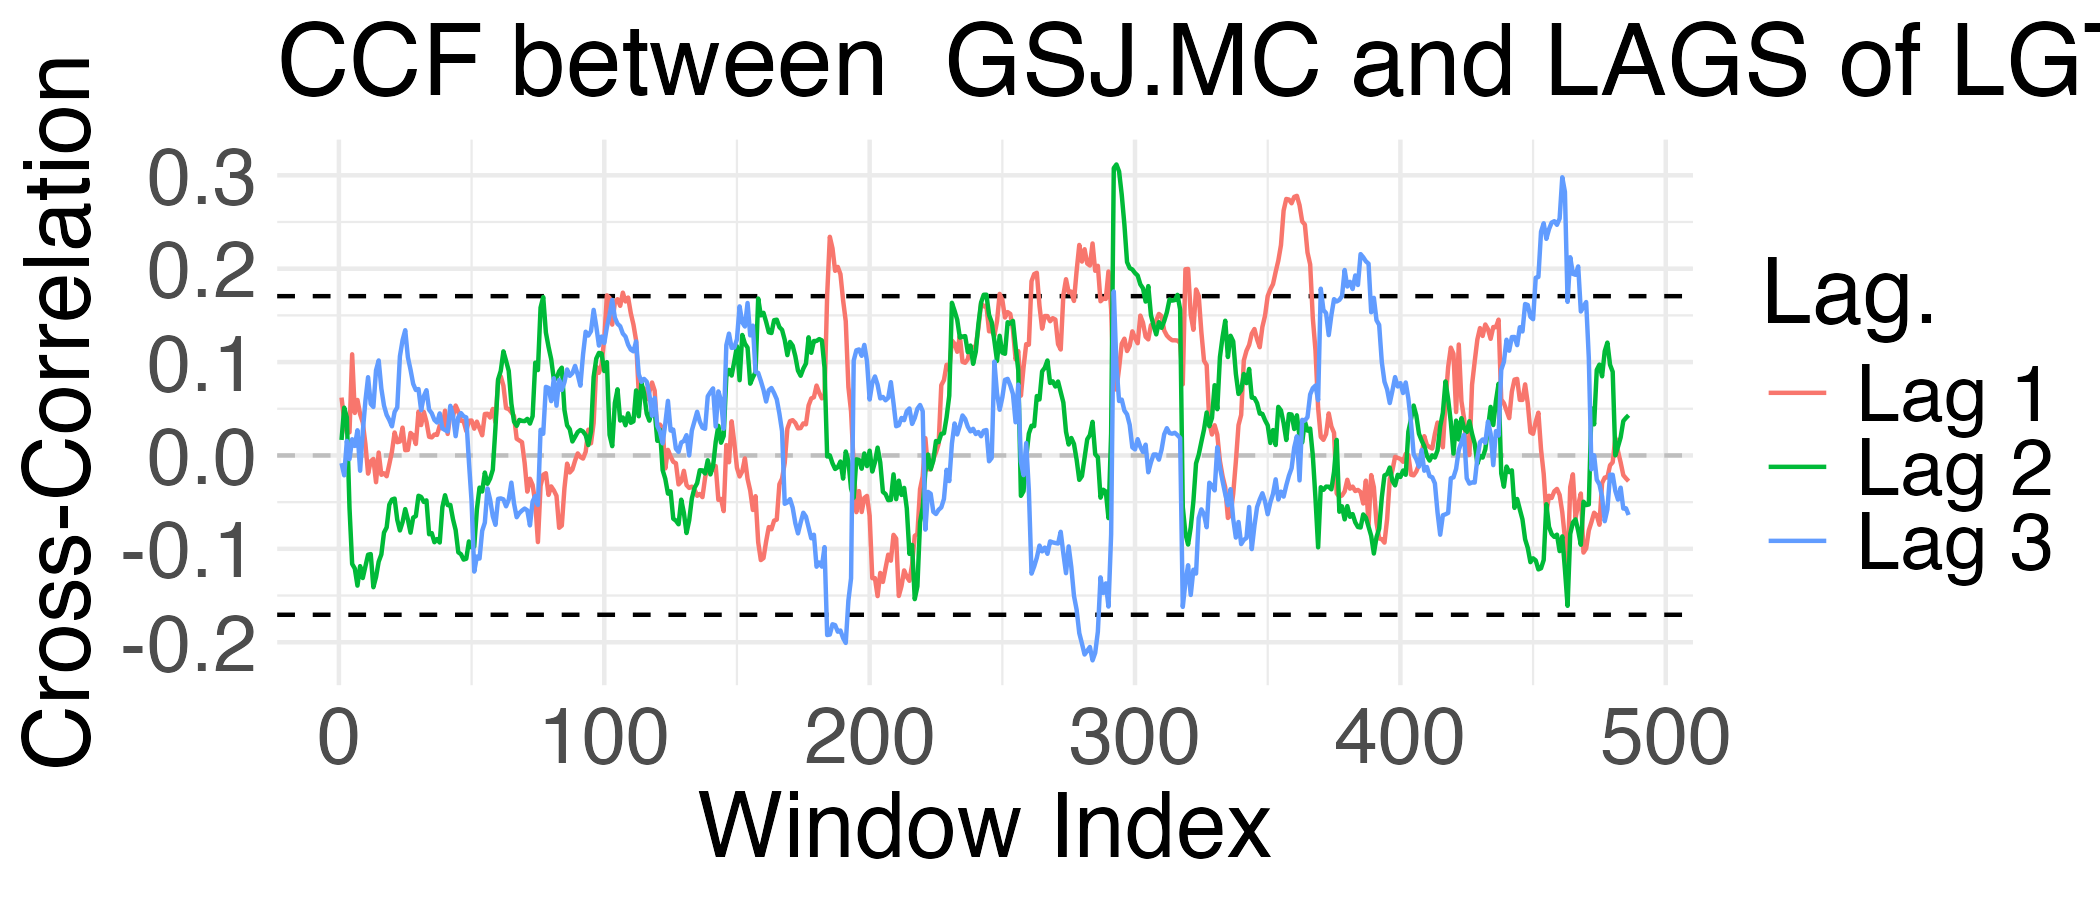 CCF between  GSJ.MC and LAGS of LGT
Cross-Correlation
0.3
0.2
0.1
0.0
-0.1
-0.2
0 100 200 300 400 500
Window Index
Lag.
Lag 1
Lag 2
Lag 3